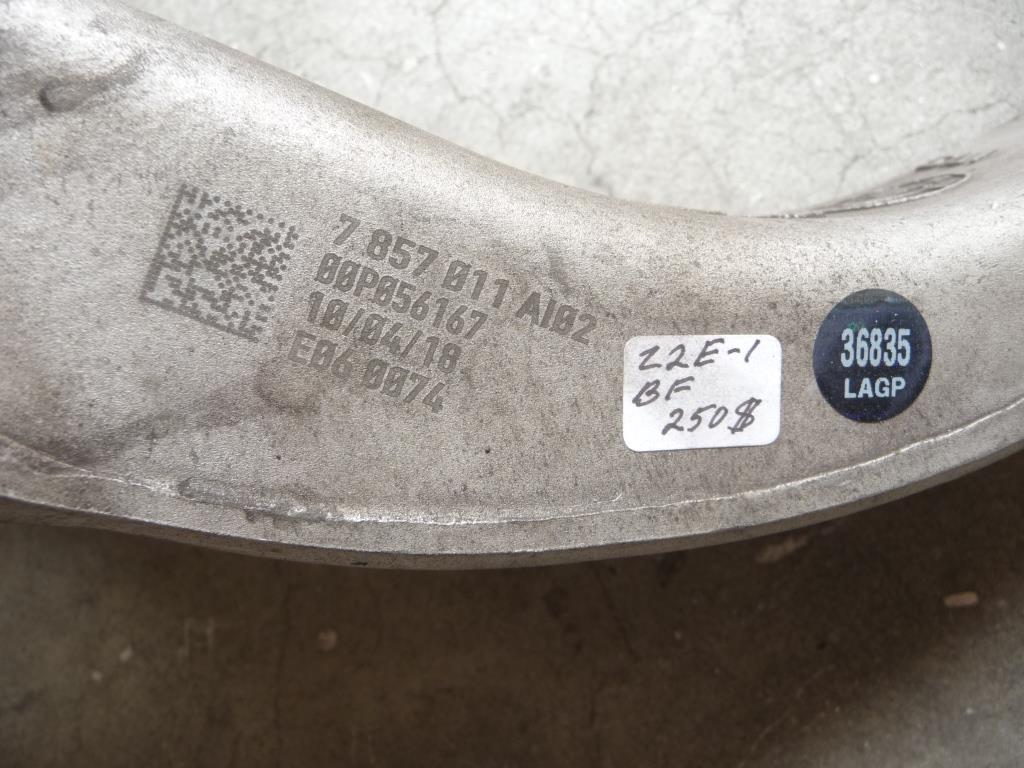 7 857 011 AI02
00P056167
10/04/18
E06 0074
Z2E-1
BF
250$
36835
LAGP